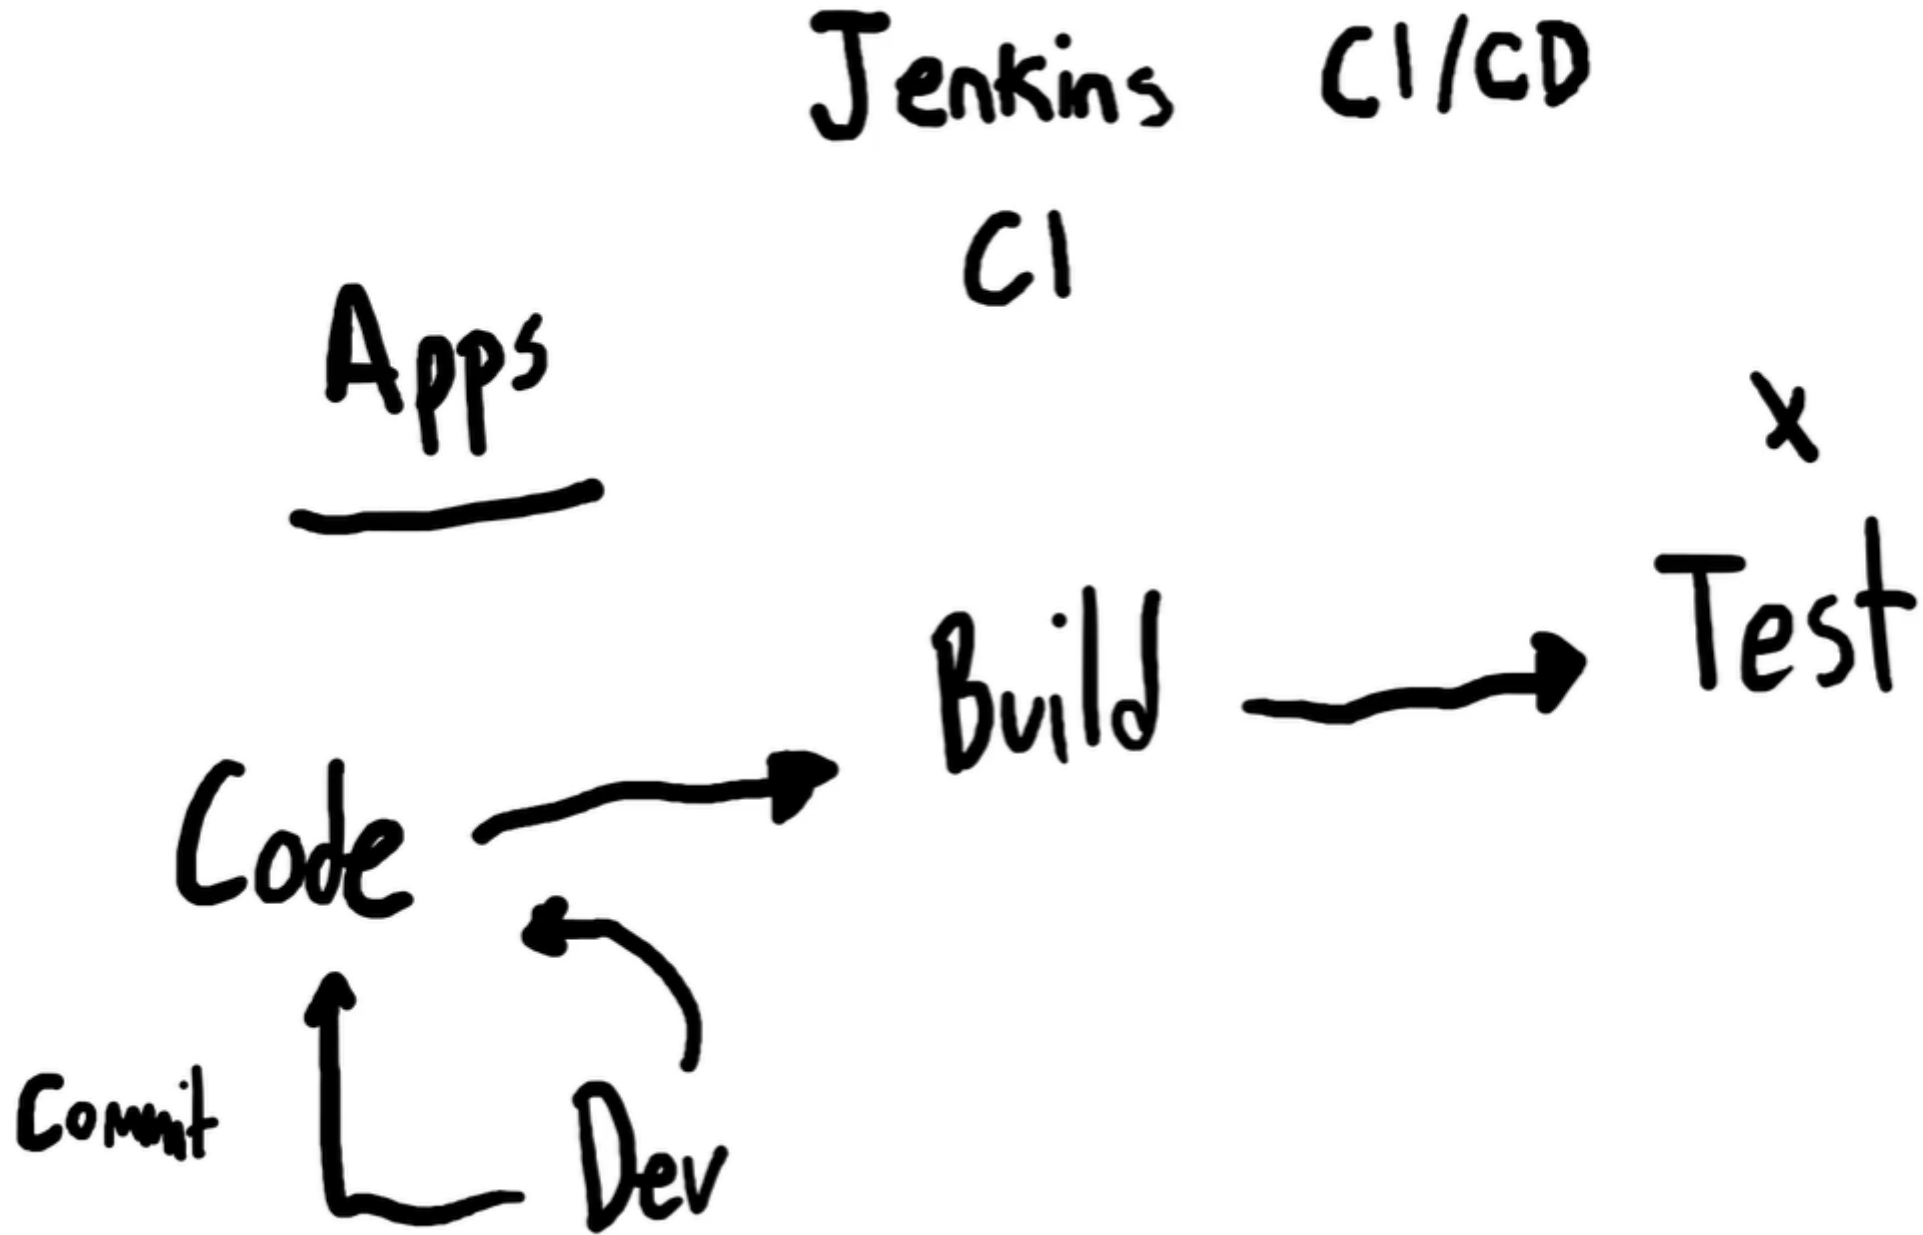 Jenkins CI/CD
CI
Apps
x
Test
Build
Code
Commit
Dev